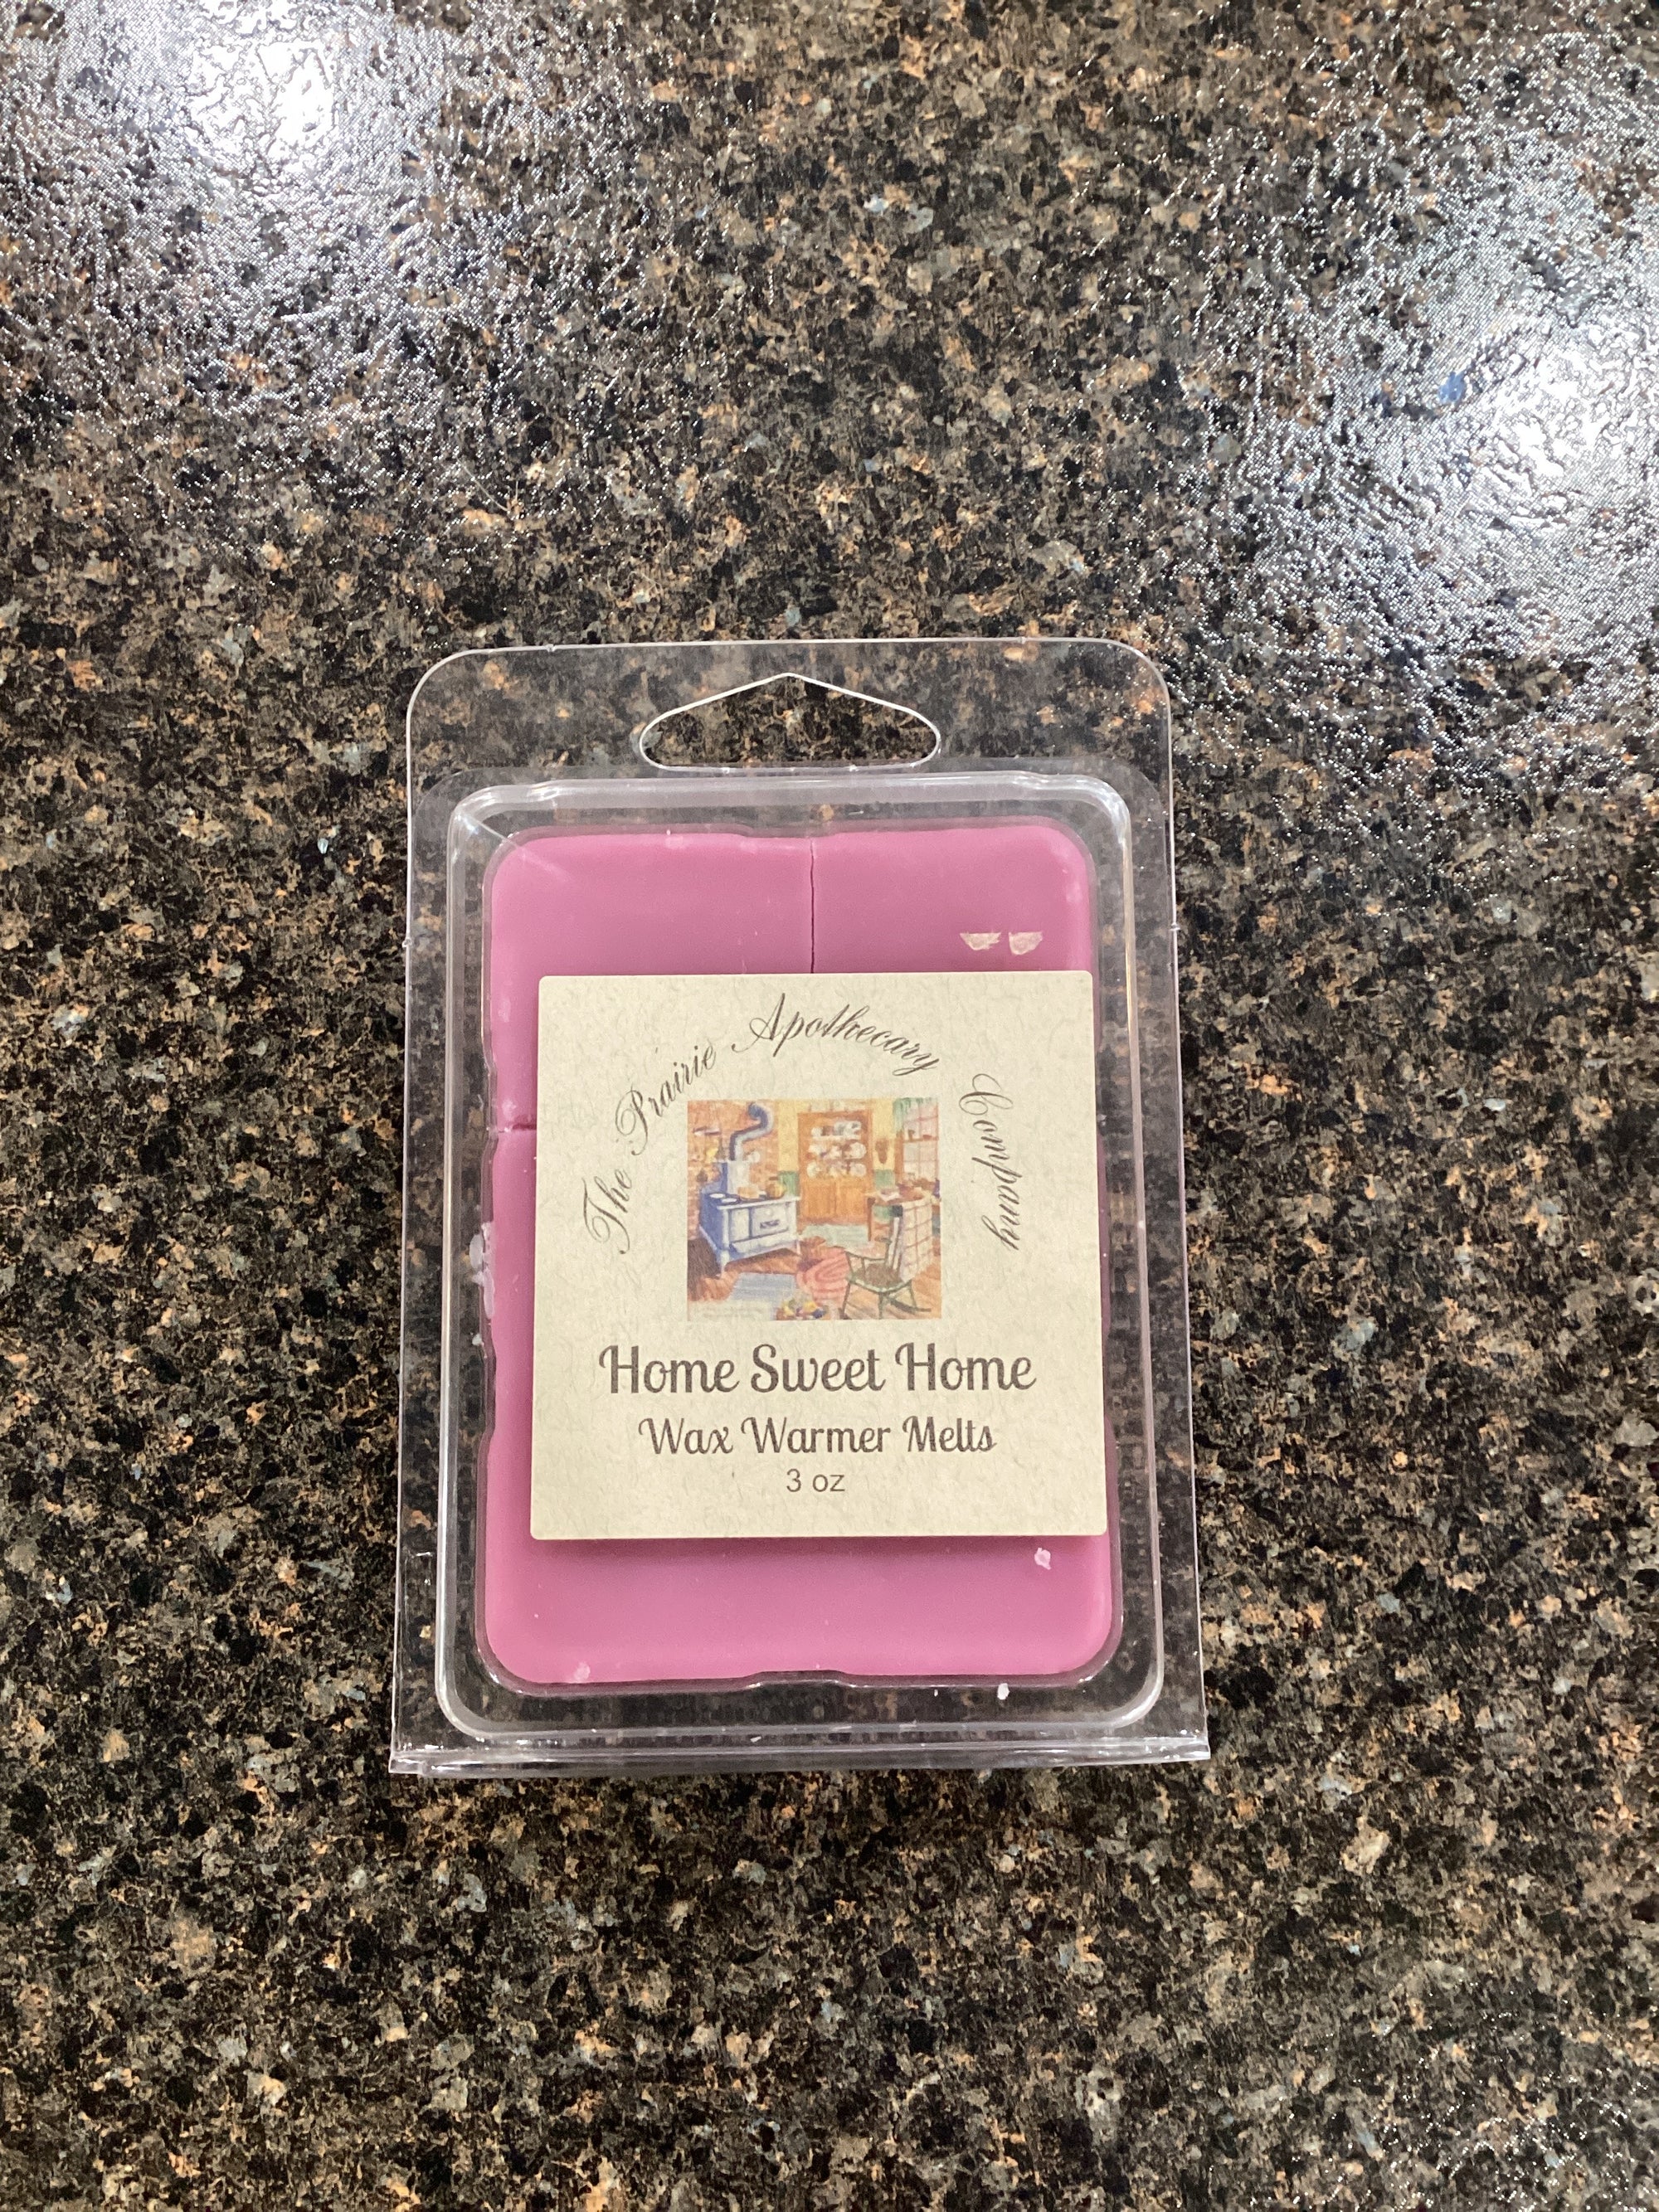 The Prairie Apothecary Company
Home Sweet Home
Wax Warmer Melts
3 oz